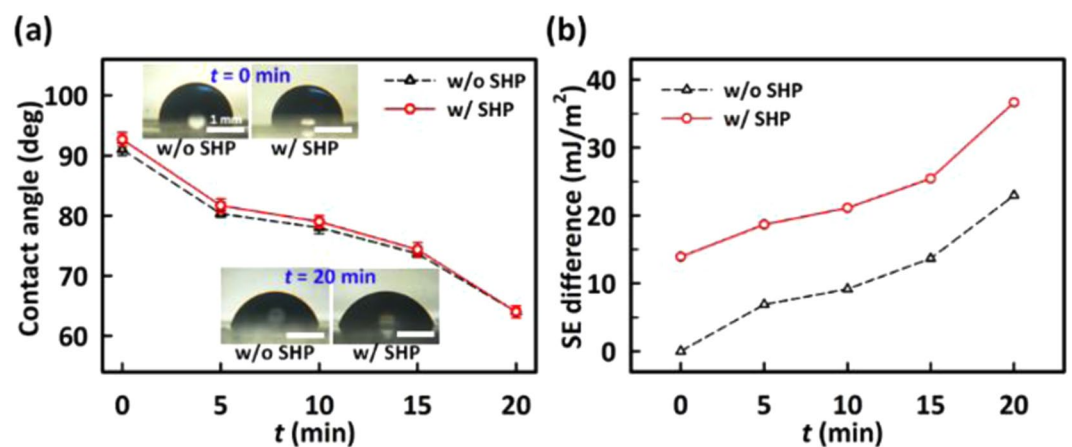 (a)
Contact angle (deg)
100
90
80
70
60
t = 0 min
1 mm
w/o SHP
w/ SHP
w/o SHP
w/ SHP
t = 20 min
w/o SHP
w/ SHP
0
5
10
15
20
t (min)
(b)
SE difference (mJ/m²)
40
30
20
10
0
w/o SHP
w/ SHP
0
5
10
15
20
t (min)